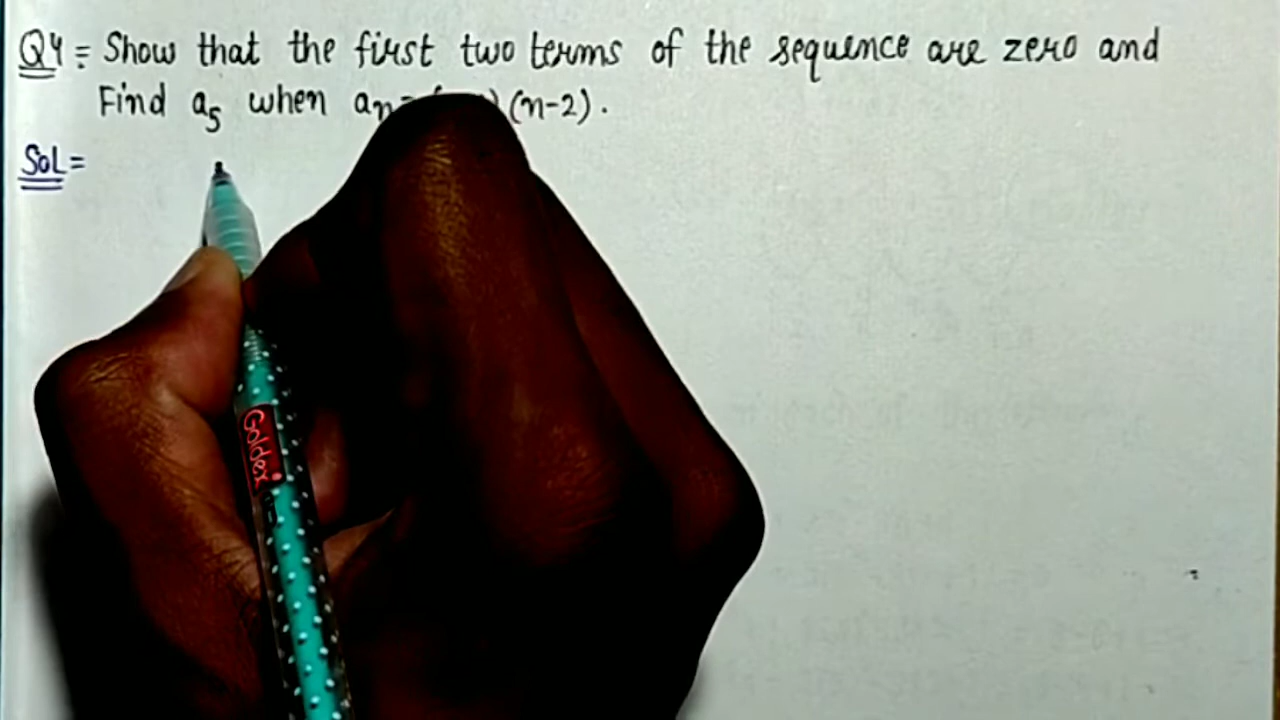 Q4= Show that the first two terms of the sequence are zero and
Find a5 when an= (n-2).
SoL=
Goldex